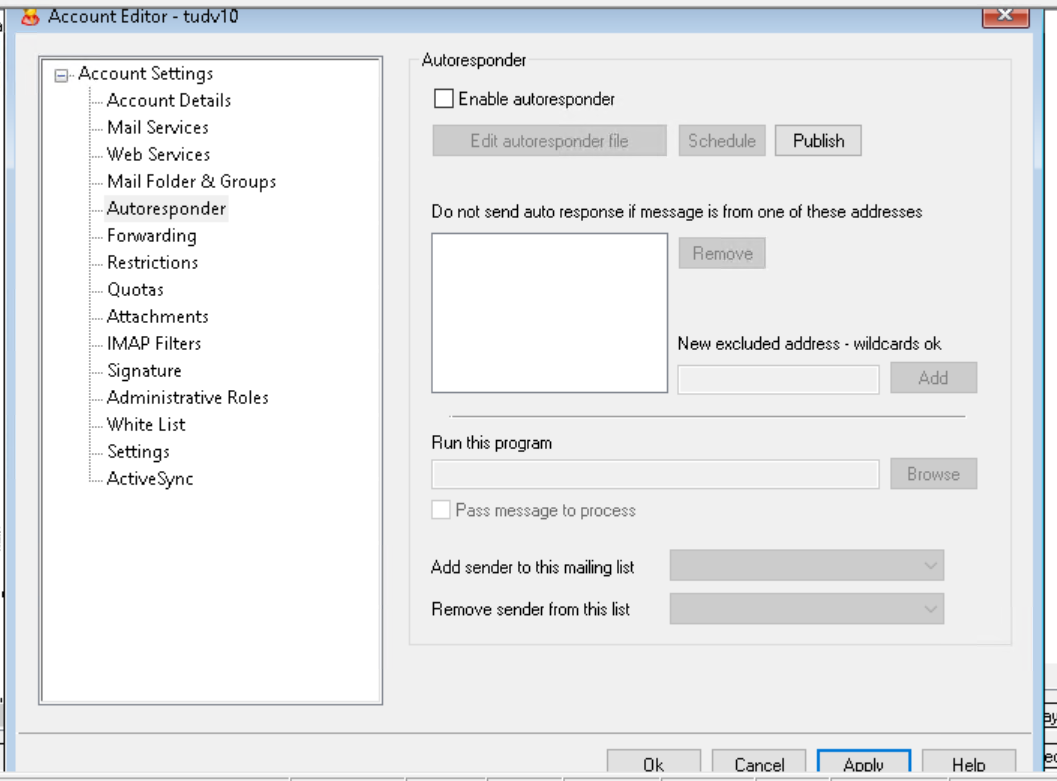 Account Editor - tudv10
Account Settings
Account Details
Mail Services
Web Services
Mail Folder & Groups
Autoresponder
Forwarding
Restrictions
Quotas
Attachments
IMAP Filters
Signature
Administrative Roles
White List
Settings
ActiveSync
Autoresponder
Enable autoresponder
Edit autoresponder file Schedule Publish
Do not send auto response if message is from one of these addresses
Remove
New excluded address - wildcards ok
Add
Run this program
Browse
Pass message to process
Add sender to this mailing list
Remove sender from this list
Ok Cancel Apply Help